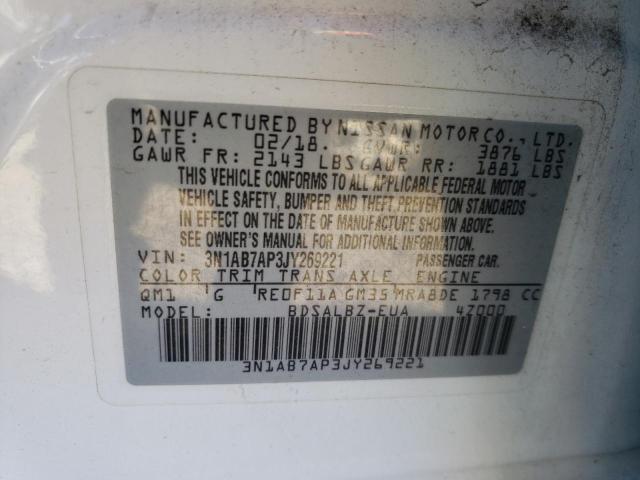 MANUFACTURED BY NISSAN MOTOR CO., LTD.
DATE: 02/18. GVWR: 3876 LBS
GAWR FR: 2143 LBS GAWR RR: 1881 LBS
THIS VEHICLE CONFORMS TO ALL APPLICABLE FEDERAL MOTOR
VEHICLE SAFETY, BUMPER AND THEFT PREVENTION STANDARDS
IN EFFECT ON THE DATE OF MANUFACTURE SHOWN ABOVE.
SEE OWNER'S MANUAL FOR ADDITIONAL INFORMATION.
VIN: 3N1AB7AP3JY269221 PASSENGER CAR.
COLOR TRIM TRANS AXLE ENGINE
QM1 G RE0F11A GM35 MRA8DE 1798 CC
MODEL: BDSALBZ-EUA 4Z000
3N1AB7AP3JY269221